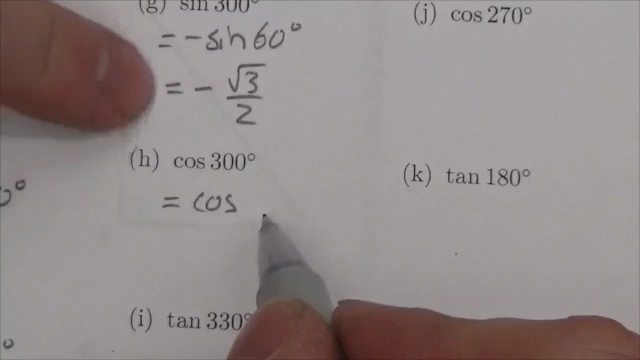 (g) sin 300°
= -sin 60°
= - √3/2
(h) cos 300°
= cos
(i) tan 330°
(j) cos 270°
(k) tan 180°